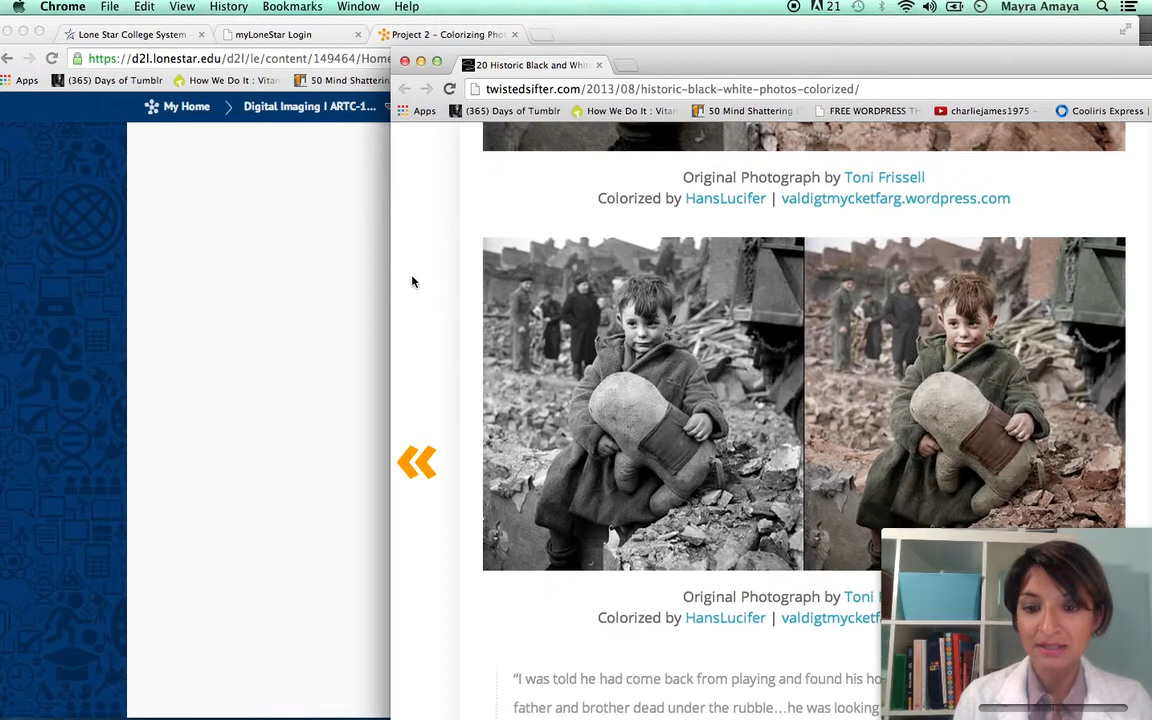 Chrome File Edit View History Bookmarks Window Help 21 Mayra Amaya
Lone Star College System - myLoneStar Login Project 2 – Colorizing Pho
https://d2l.lonestar.edu/d2l/le/content/149464/Home
Apps (365) Days of Tumblr How We Do It : Vitam 50 Mind Shattering
My Home Digital Imaging I ARTC-1...
20 Historic Black and White
twistedsifter.com/2013/08/historic-black-white-photos-colorized/
Apps (365) Days of Tumblr How We Do It : Vitam 50 Mind Shattering FREE WORDPRESS TH charliejames1975 - Cooliris Express
Original Photograph by Toni Frissell
Colorized by HansLucifer | valdigtmycketfarg.wordpress.com
Original Photograph by Toni F
Colorized by HansLucifer | valdigtmycketf
“I was told he had come back from playing and found his ho
father and brother dead under the rubble…he was looking